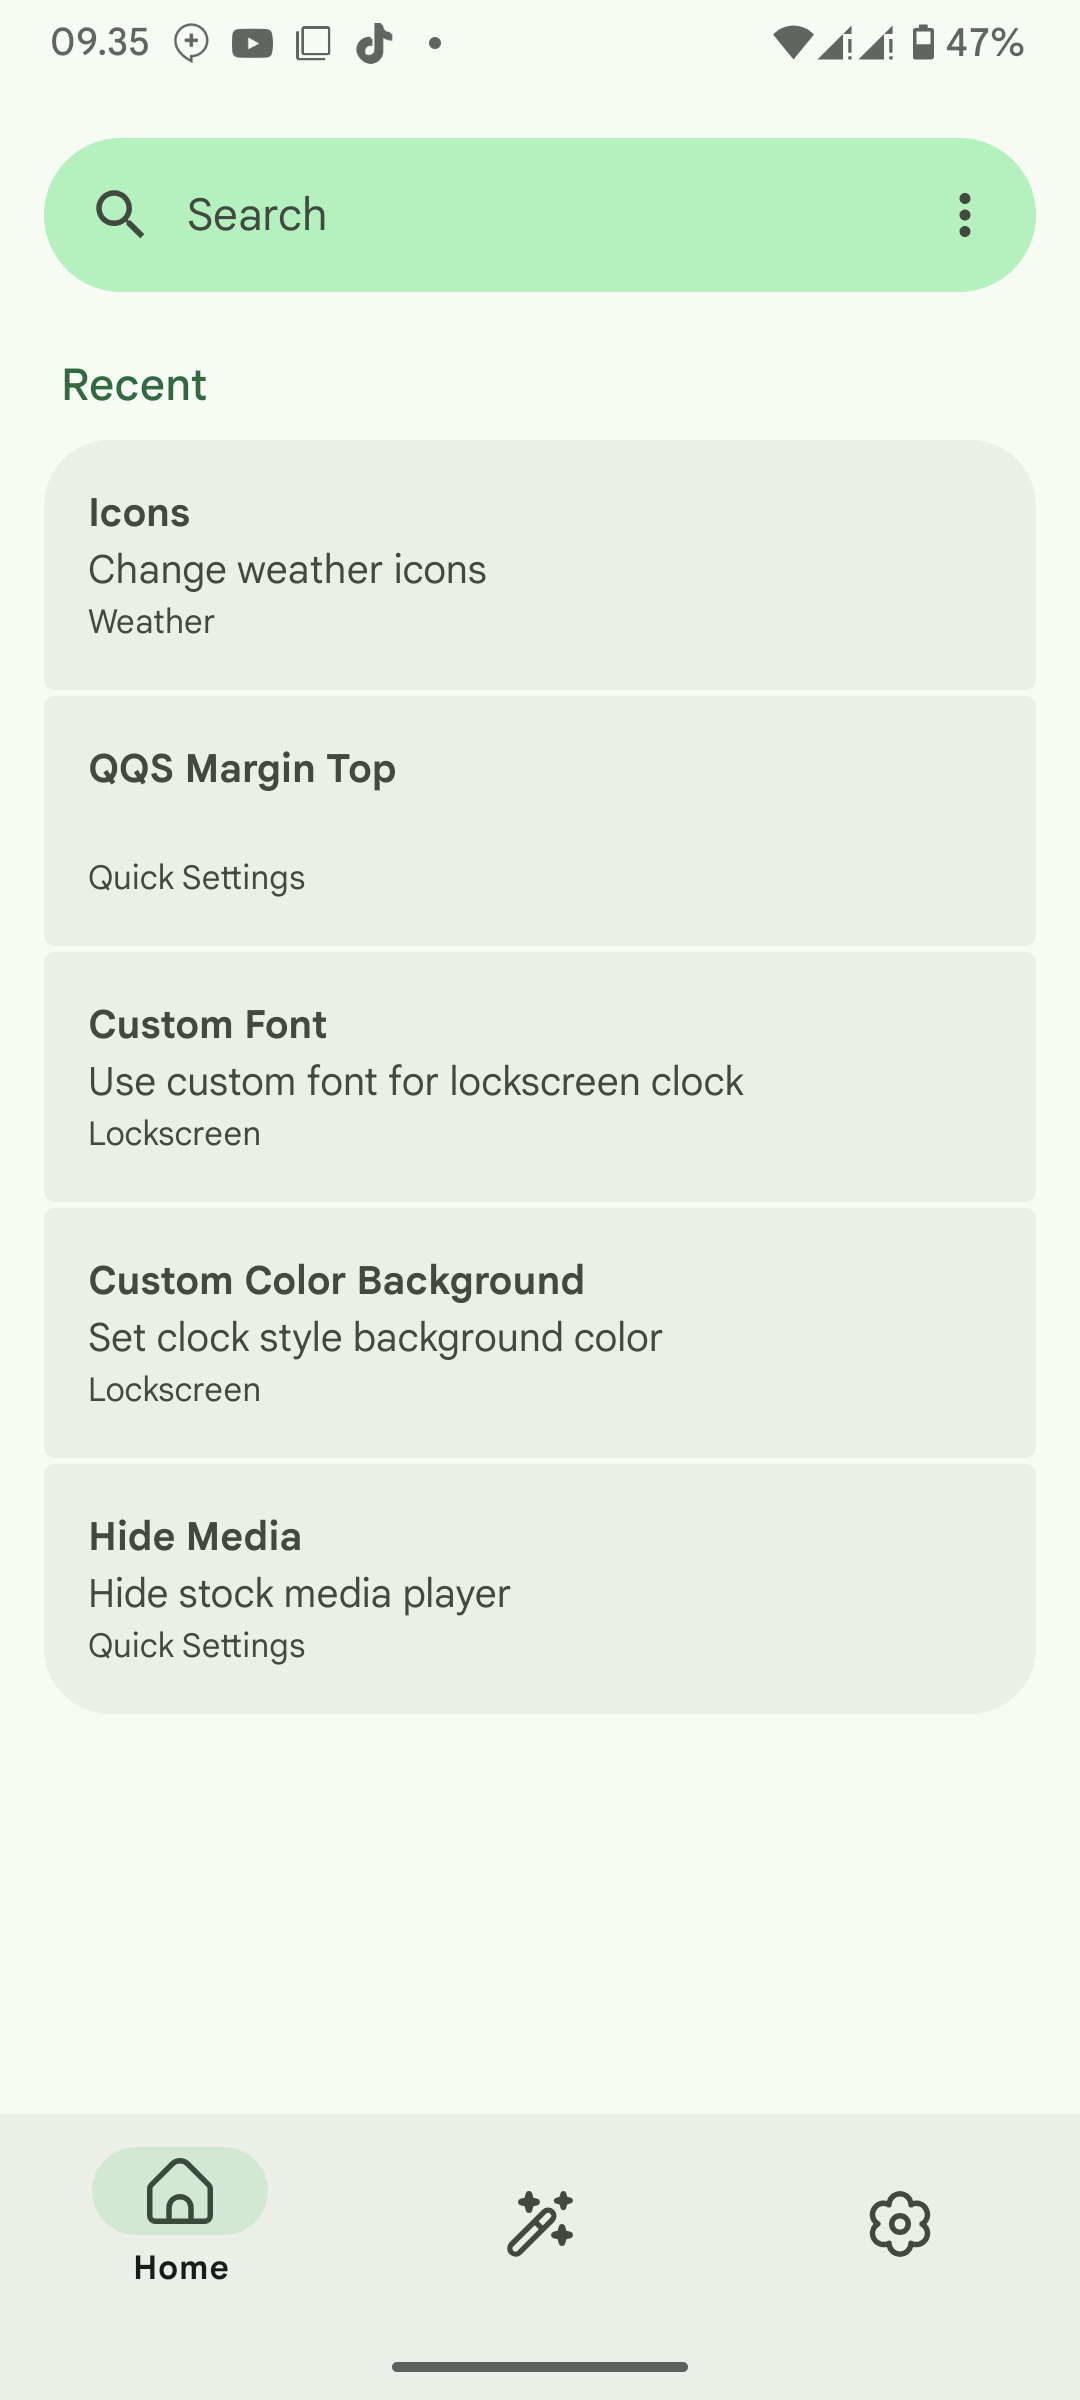 09.35
47%
Search
Recent
Icons
Change weather icons
Weather
QQS Margin Top
Quick Settings
Custom Font
Use custom font for lockscreen clock
Lockscreen
Custom Color Background
Set clock style background color
Lockscreen
Hide Media
Hide stock media player
Quick Settings
Home